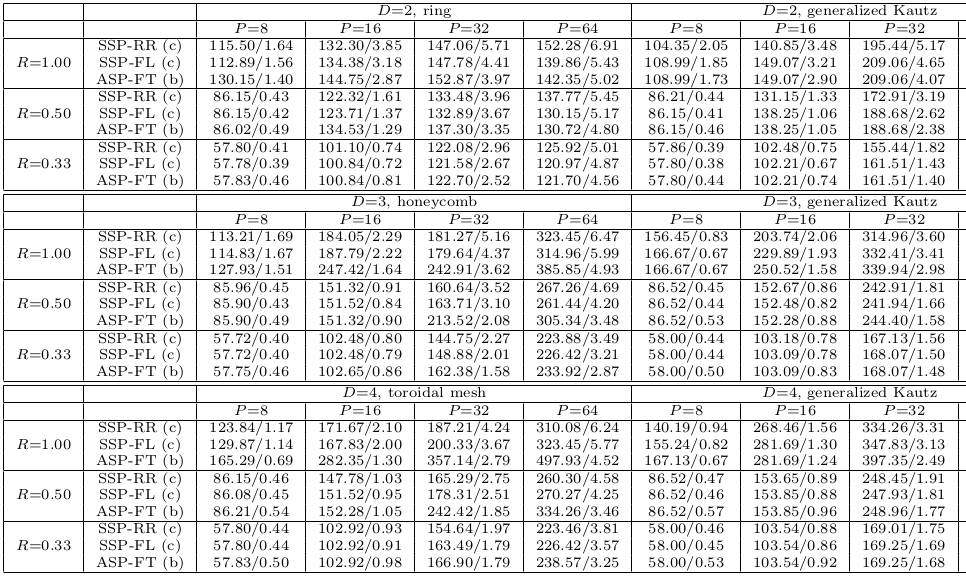 D=2, ring D=2, generalized Kautz
P=8 P=16 P=32 P=64 P=8 P=16 P=32
SSP-RR (c) 115.50/1.64 132.30/3.85 147.06/5.71 152.28/6.91 104.35/2.05 140.85/3.48 195.44/5.17
R=1.00 SSP-FL (c) 112.89/1.56 134.38/3.18 147.78/4.41 139.86/5.43 108.99/1.85 149.07/3.21 209.06/4.65
ASP-FT (b) 130.15/1.40 144.75/2.87 152.87/3.97 142.35/5.02 108.99/1.73 149.07/2.90 209.06/4.07
SSP-RR (c) 86.15/0.43 122.32/1.61 133.48/3.96 137.77/5.45 86.21/0.44 131.15/1.33 172.91/3.19
R=0.50 SSP-FL (c) 86.15/0.42 123.71/1.37 132.89/3.67 130.15/5.17 86.15/0.41 138.25/1.06 188.68/2.62
ASP-FT (b) 86.02/0.49 134.53/1.29 137.30/3.35 130.72/4.80 86.15/0.46 138.25/1.05 188.68/2.38
SSP-RR (c) 57.80/0.41 101.10/0.74 122.08/2.96 125.92/5.01 57.86/0.39 102.48/0.75 155.44/1.82
R=0.33 SSP-FL (c) 57.78/0.39 100.84/0.72 121.58/2.67 120.97/4.87 57.80/0.38 102.21/0.67 161.51/1.43
ASP-FT (b) 57.83/0.46 100.84/0.81 122.70/2.52 121.70/4.56 57.80/0.44 102.21/0.74 161.51/1.40
D=3, honeycomb D=3, generalized Kautz
P=8 P=16 P=32 P=64 P=8 P=16 P=32
SSP-RR (c) 113.21/1.69 184.05/2.29 181.27/5.16 323.45/6.47 156.45/0.83 203.74/2.06 314.96/3.60
R=1.00 SSP-FL (c) 114.83/1.67 187.79/2.22 179.64/4.37 314.96/5.99 166.67/0.67 229.89/1.93 332.41/3.41
ASP-FT (b) 127.93/1.51 247.42/1.64 242.91/3.62 385.85/4.93 166.67/0.67 250.52/1.58 339.94/2.98
SSP-RR (c) 85.96/0.45 151.32/0.91 160.64/3.52 267.26/4.69 86.52/0.45 152.67/0.86 242.91/1.81
R=0.50 SSP-FL (c) 85.90/0.43 151.52/0.84 163.71/3.10 261.44/4.20 86.52/0.44 152.48/0.82 241.94/1.66
ASP-FT (b) 85.90/0.49 151.32/0.90 213.52/2.08 305.34/3.48 86.52/0.53 152.28/0.88 244.40/1.58
SSP-RR (c) 57.72/0.40 102.48/0.80 144.75/2.27 223.88/3.49 58.00/0.44 103.18/0.78 167.13/1.56
R=0.33 SSP-FL (c) 57.72/0.40 102.48/0.79 148.88/2.01 226.42/3.21 58.00/0.44 103.09/0.78 168.07/1.50
ASP-FT (b) 57.75/0.46 102.65/0.86 162.38/1.58 233.92/2.87 58.00/0.50 103.09/0.83 168.07/1.48
D=4, toroidal mesh D=4, generalized Kautz
P=8 P=16 P=32 P=64 P=8 P=16 P=32
SSP-RR (c) 123.84/1.17 171.67/2.10 187.21/4.24 310.08/6.24 140.19/0.94 268.46/1.56 334.26/3.31
R=1.00 SSP-FL (c) 129.87/1.14 167.83/2.00 200.33/3.67 323.45/5.77 155.24/0.82 281.69/1.30 347.83/3.13
ASP-FT (b) 165.29/0.69 282.35/1.30 357.14/2.79 497.93/4.52 167.13/0.67 281.69/1.24 397.35/2.49
SSP-RR (c) 86.15/0.46 147.78/1.03 165.29/2.75 260.30/4.58 86.52/0.47 153.65/0.89 248.45/1.91
R=0.50 SSP-FL (c) 86.08/0.45 151.52/0.95 178.31/2.51 270.27/4.25 86.52/0.46 153.85/0.88 247.93/1.81
ASP-FT (b) 86.21/0.54 152.28/1.05 242.42/1.85 334.26/3.46 86.52/0.57 153.85/0.96 248.96/1.77
SSP-RR (c) 57.80/0.44 102.92/0.93 154.64/1.97 223.46/3.81 58.00/0.46 103.54/0.88 169.01/1.75
R=0.33 SSP-FL (c) 57.80/0.44 102.92/0.91 163.49/1.79 226.42/3.57 58.00/0.45 103.54/0.86 169.25/1.69
ASP-FT (b) 57.83/0.50 102.92/0.98 166.90/1.79 238.57/3.25 58.00/0.53 103.54/0.92 169.25/1.68